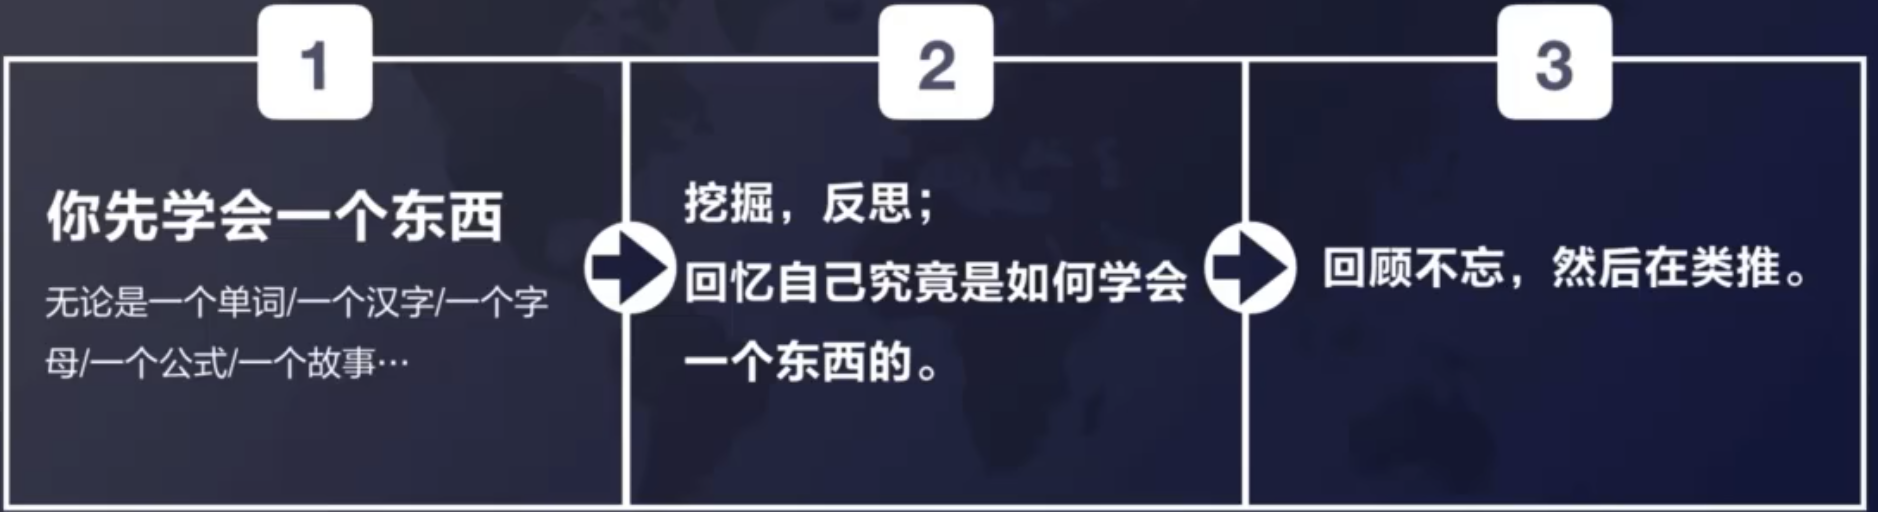 1
你先学会一个东西
无论是一个单词/一个汉字/一个字
母/一个公式/一个故事…
2
挖掘，反思；
回忆自己究竟是如何学会
一个东西的。
3
回顾不忘，然后在类推。